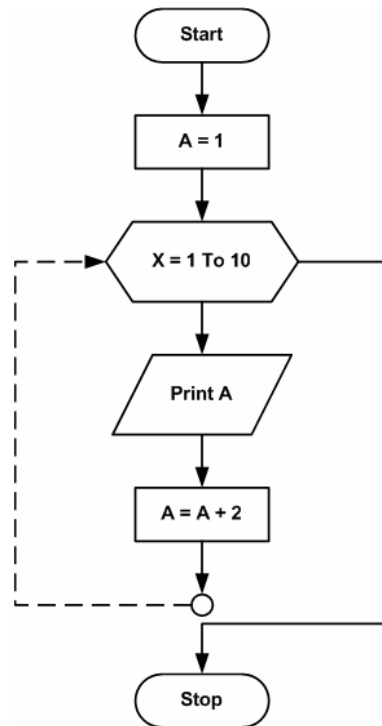 Start
A = 1
X = 1 To 10
Print A
A = A + 2
Stop